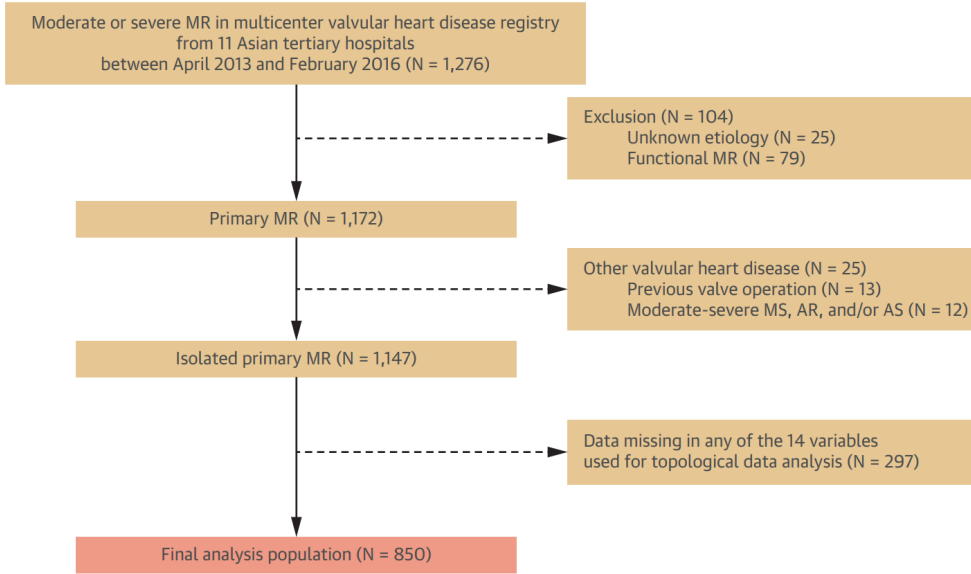 Moderate or severe MR in multicenter valvular heart disease registry
from 11 Asian tertiary hospitals
between April 2013 and February 2016 (N = 1,276)
Exclusion (N = 104)
Unknown etiology (N = 25)
Functional MR (N = 79)
Primary MR (N = 1,172)
Other valvular heart disease (N = 25)
Previous valve operation (N = 13)
Moderate-severe MS, AR, and/or AS (N = 12)
Isolated primary MR (N = 1,147)
Data missing in any of the 14 variables
used for topological data analysis (N = 297)
Final analysis population (N = 850)